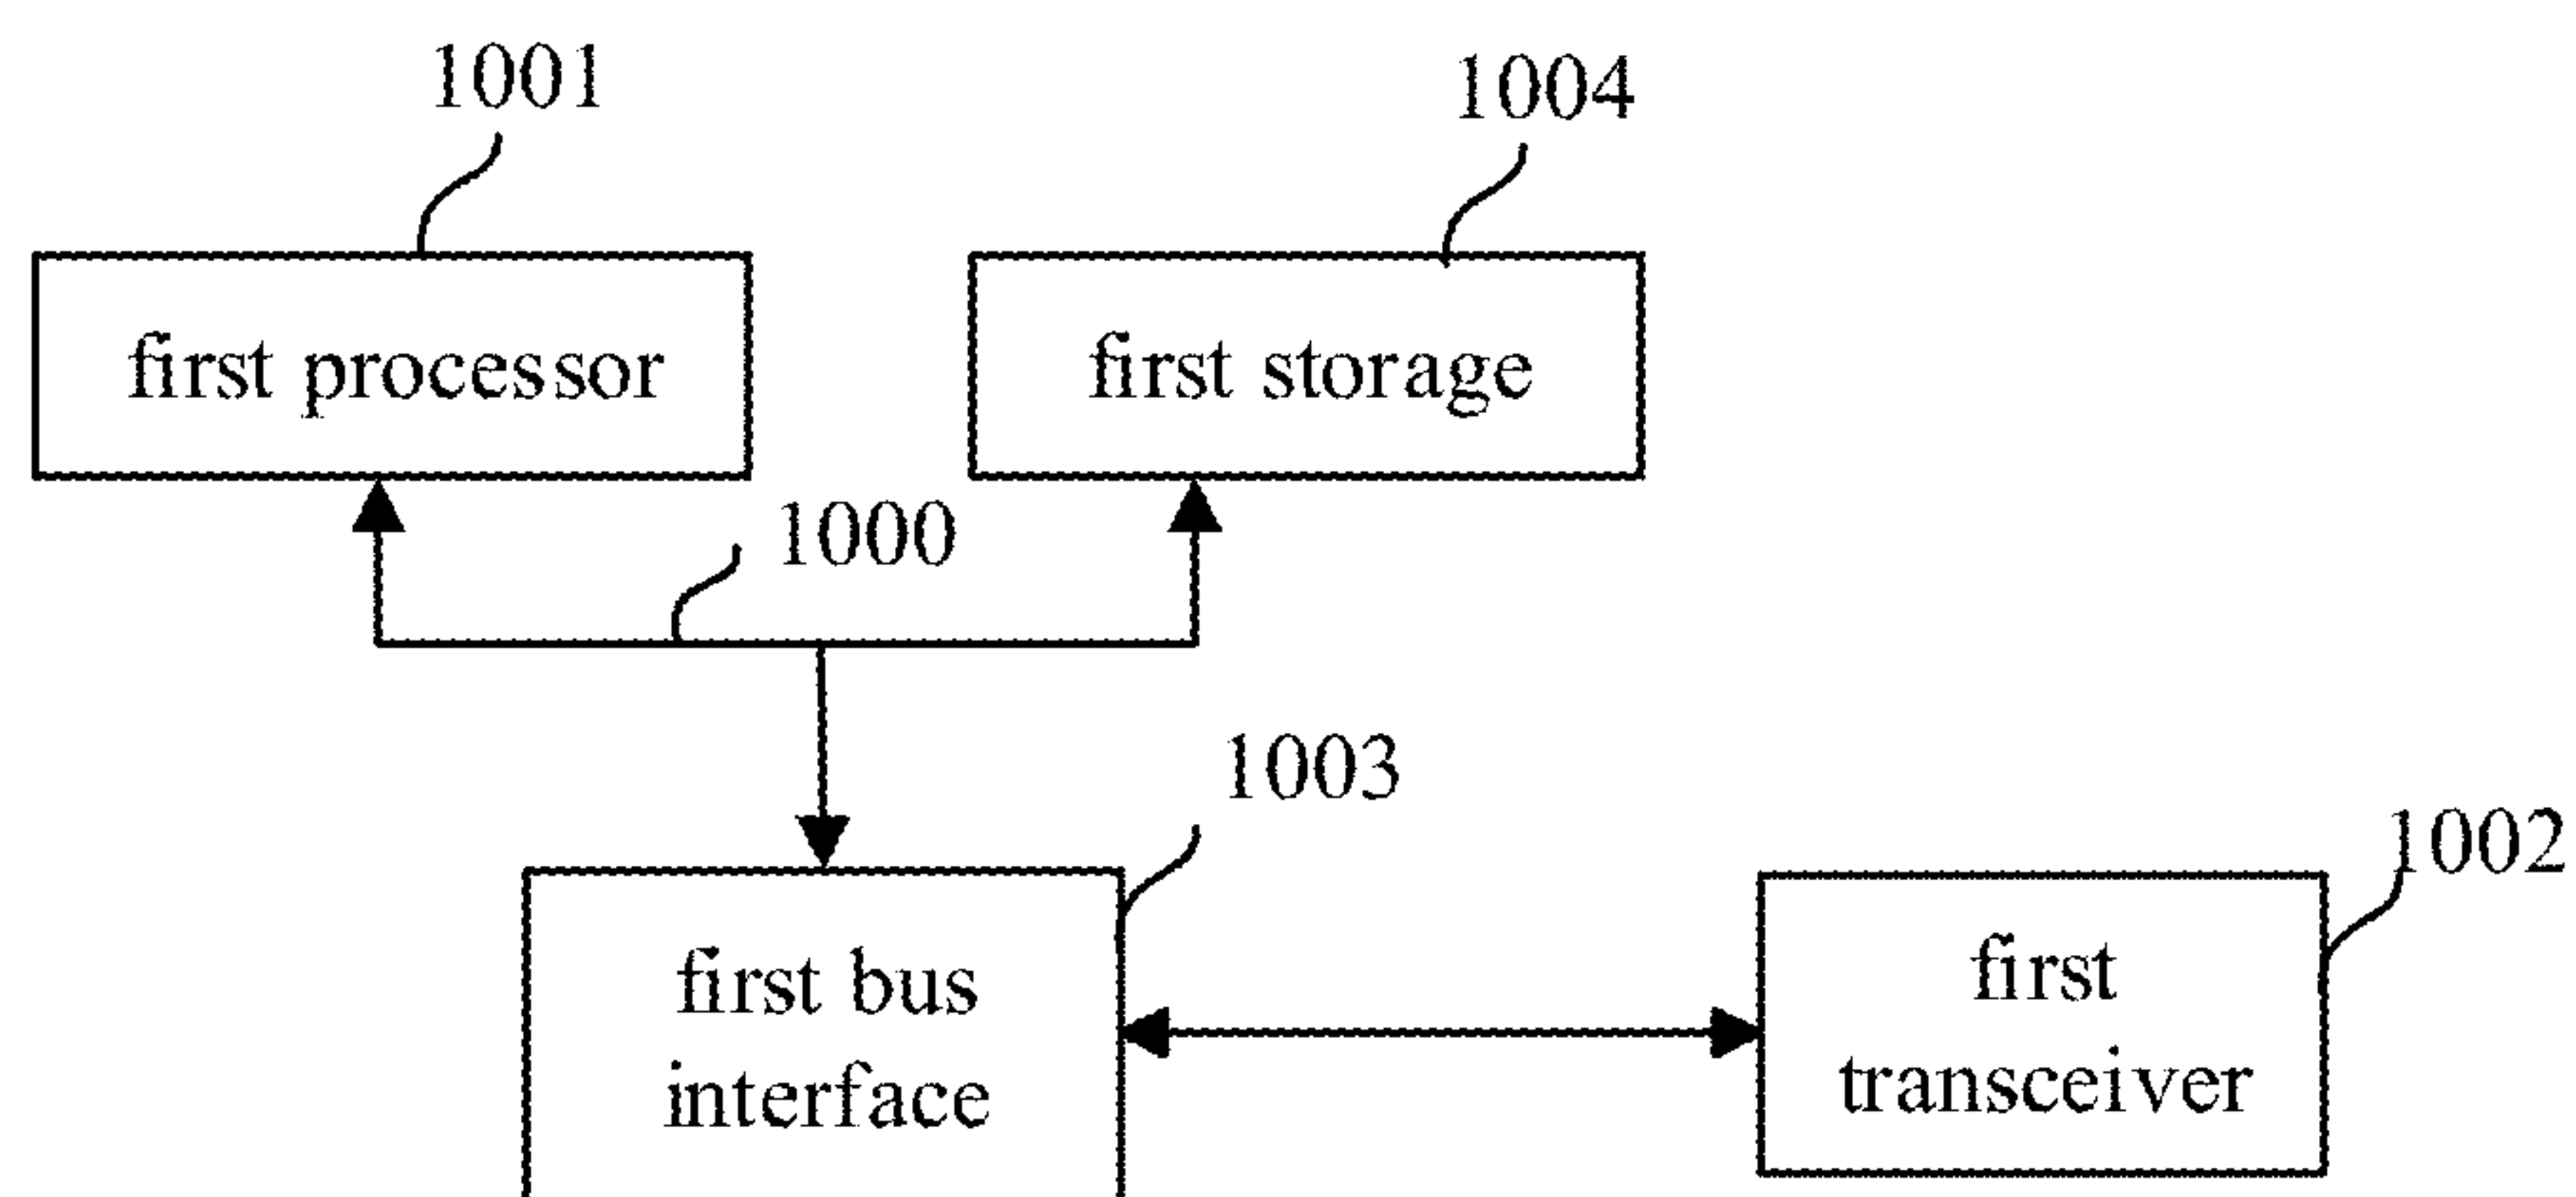 1001
1004
first processor
first storage
1000
1003
1002
first bus
interface
first
transceiver